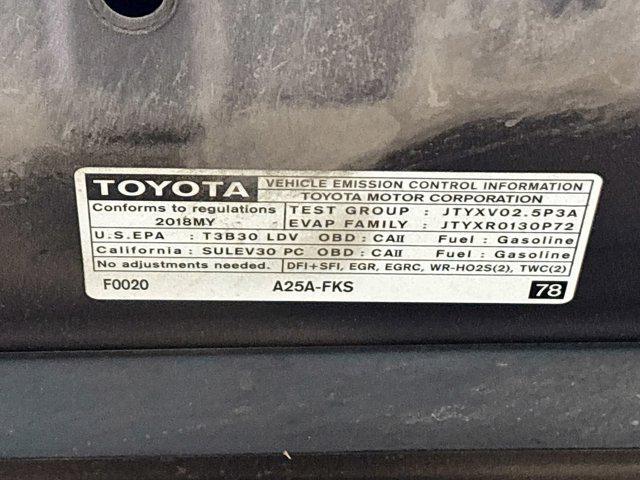 TOYOTA VEHICLE EMISSION CONTROL INFORMATION
TOYOTA MOTOR CORPORATION
Conforms to regulations TEST GROUP : JTYXV02.5P3A
2018MY EVAP FAMILY : JTYXR0130P72
U.S.EPA : T3B30 LDV OBD : CAII Fuel : Gasoline
California : SULEV30 PC OBD : CAII Fuel : Gasoline
No adjustments needed. DFI+SFI, EGR, EGRC, WR-HO2S(2), TWC(2)
F0020 A25A-FKS 78